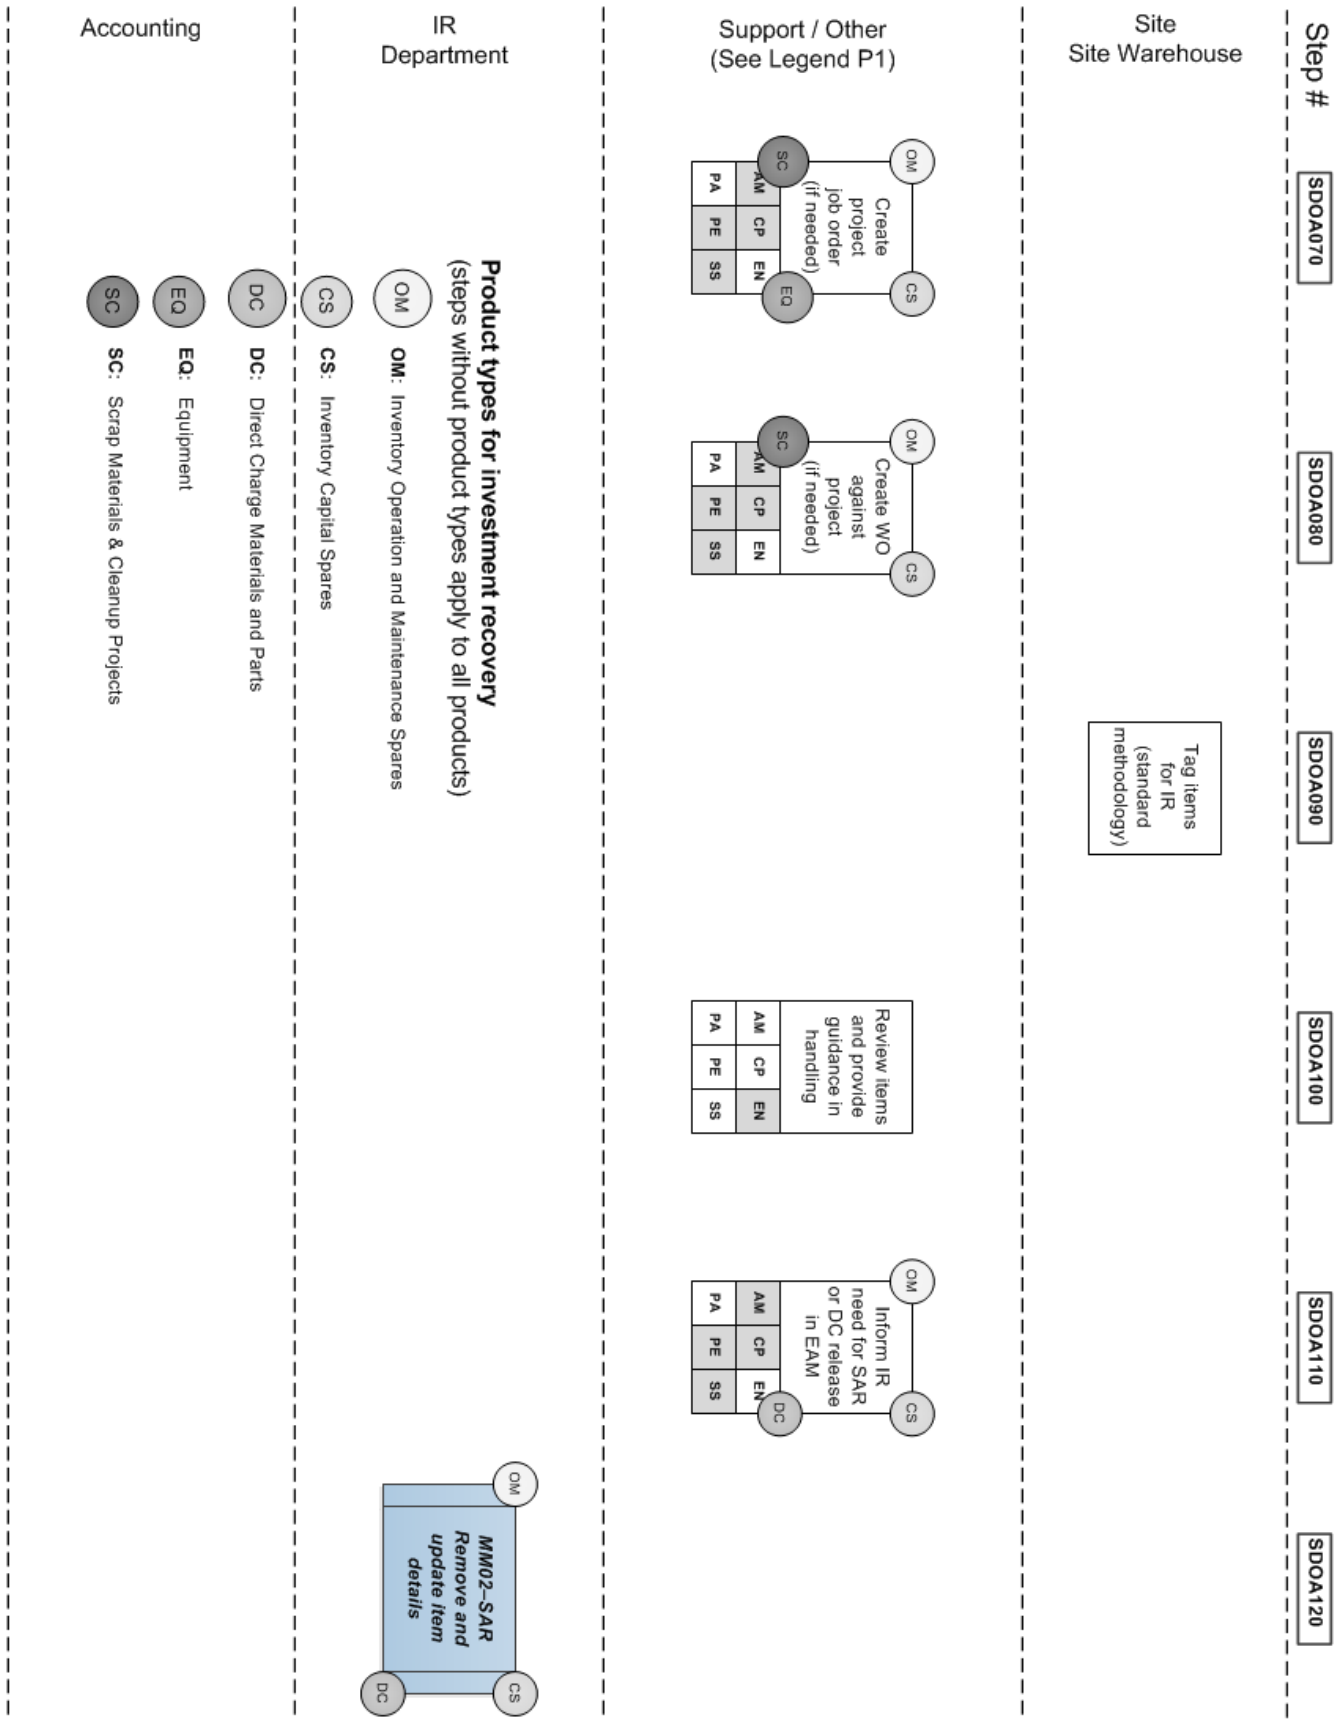 Accounting
IR
Department
Support / Other
(See Legend P1)
Site
Site Warehouse
Step #
SDOA070
SDOA080
SDOA090
SDOA100
SDOA110
SDOA120
OM
CS
SC
EQ
Create
project
job order
(if needed)
AM CP EN
PA PE SS
OM
CS
SC
Create WO
against
project
(if needed)
AM CP EN
PA PE SS
Tag items
for IR
(standard
methodology)
Review items
and provide
guidance in
handling
AM CP EN
PA PE SS
OM
CS
DC
Inform IR
need for SAR
or DC release
in EAM
AM CP EN
PA PE SS
OM
CS
DC
MM02–SAR
Remove and
update item
details
Product types for investment recovery
(steps without product types apply to all products)
OM OM: Inventory Operation and Maintenance Spares
CS CS: Inventory Capital Spares
DC DC: Direct Charge Materials and Parts
EQ EQ: Equipment
SC SC: Scrap Materials & Cleanup Projects